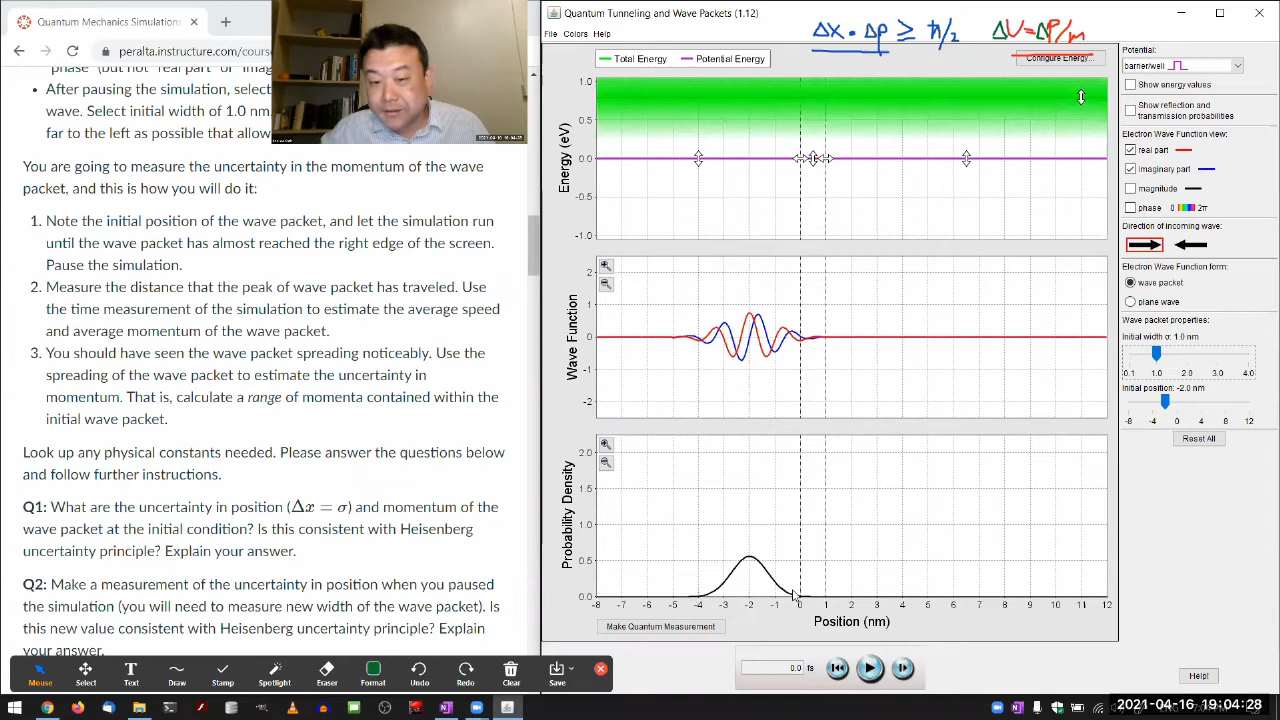 Quantum Mechanics Simulations
peralta.instructure.com/cours
phase (but not "part of imag
After pausing the simulation, select
wave. Select initial width of 1.0 nm
far to the left as possible that allow
You are going to measure the uncertainty in the momentum of the wave
packet, and this is how you will do it:
1. Note the initial position of the wave packet, and let the simulation run
until the wave packet has almost reached the right edge of the screen.
Pause the simulation.
2. Measure the distance that the peak of wave packet has traveled. Use
the time measurement of the simulation to estimate the average speed
and average momentum of the wave packet.
3. You should have seen the wave packet spreading noticeably. Use the
spreading of the wave packet to estimate the uncertainty in
momentum. That is, calculate a range of momenta contained within the
initial wave packet.
Look up any physical constants needed. Please answer the questions below
and follow further instructions.
Q1: What are the uncertainty in position (Δx = σ) and momentum of the
wave packet at the initial condition? Is this consistent with Heisenberg
uncertainty principle? Explain your answer.
Q2: Make a measurement of the uncertainty in position when you paused
the simulation (you will need to measure new width of the wave packet). Is
this new value consistent with Heisenberg uncertainty principle? Explain
your answer.
2021-04-16 19:04:28
Mouse Select Text Draw Stamp Spotlight Eraser Format Undo Redo Clear Save
Quantum Tunneling and Wave Packets (1.12)
File Colors Help
Δx · Δp ≥ ħ/2
ΔU=ΔP/m
Total Energy Potential Energy
Configure Energy...
Energy (eV)
1.0
0.5
0.0
-0.5
-1.0
Wave Function
2
1
0
-1
-2
Probability Density
2.0
1.5
1.0
0.5
0.0
-8 -7 -6 -5 -4 -3 -2 -1 0 1 2 3 4 5 6 7 8 9 10 11 12
Position (nm)
Make Quantum Measurement
0.0 fs
Potential:
barrier/well
Show energy values
Show reflection and
transmission probabilities
Electron Wave Function view:
real part
imaginary part
magnitude
phase 0 2π
Direction of incoming wave:
Electron Wave Function form:
wave packet
plane wave
Wave packet properties:
Initial width σ: 1.0 nm
0.1 1.0 2.0 3.0 4.0
Initial position: -2.0 nm
-8 -4 0 4 8 12
Reset All
Help!
2021-04-16 19:04:28